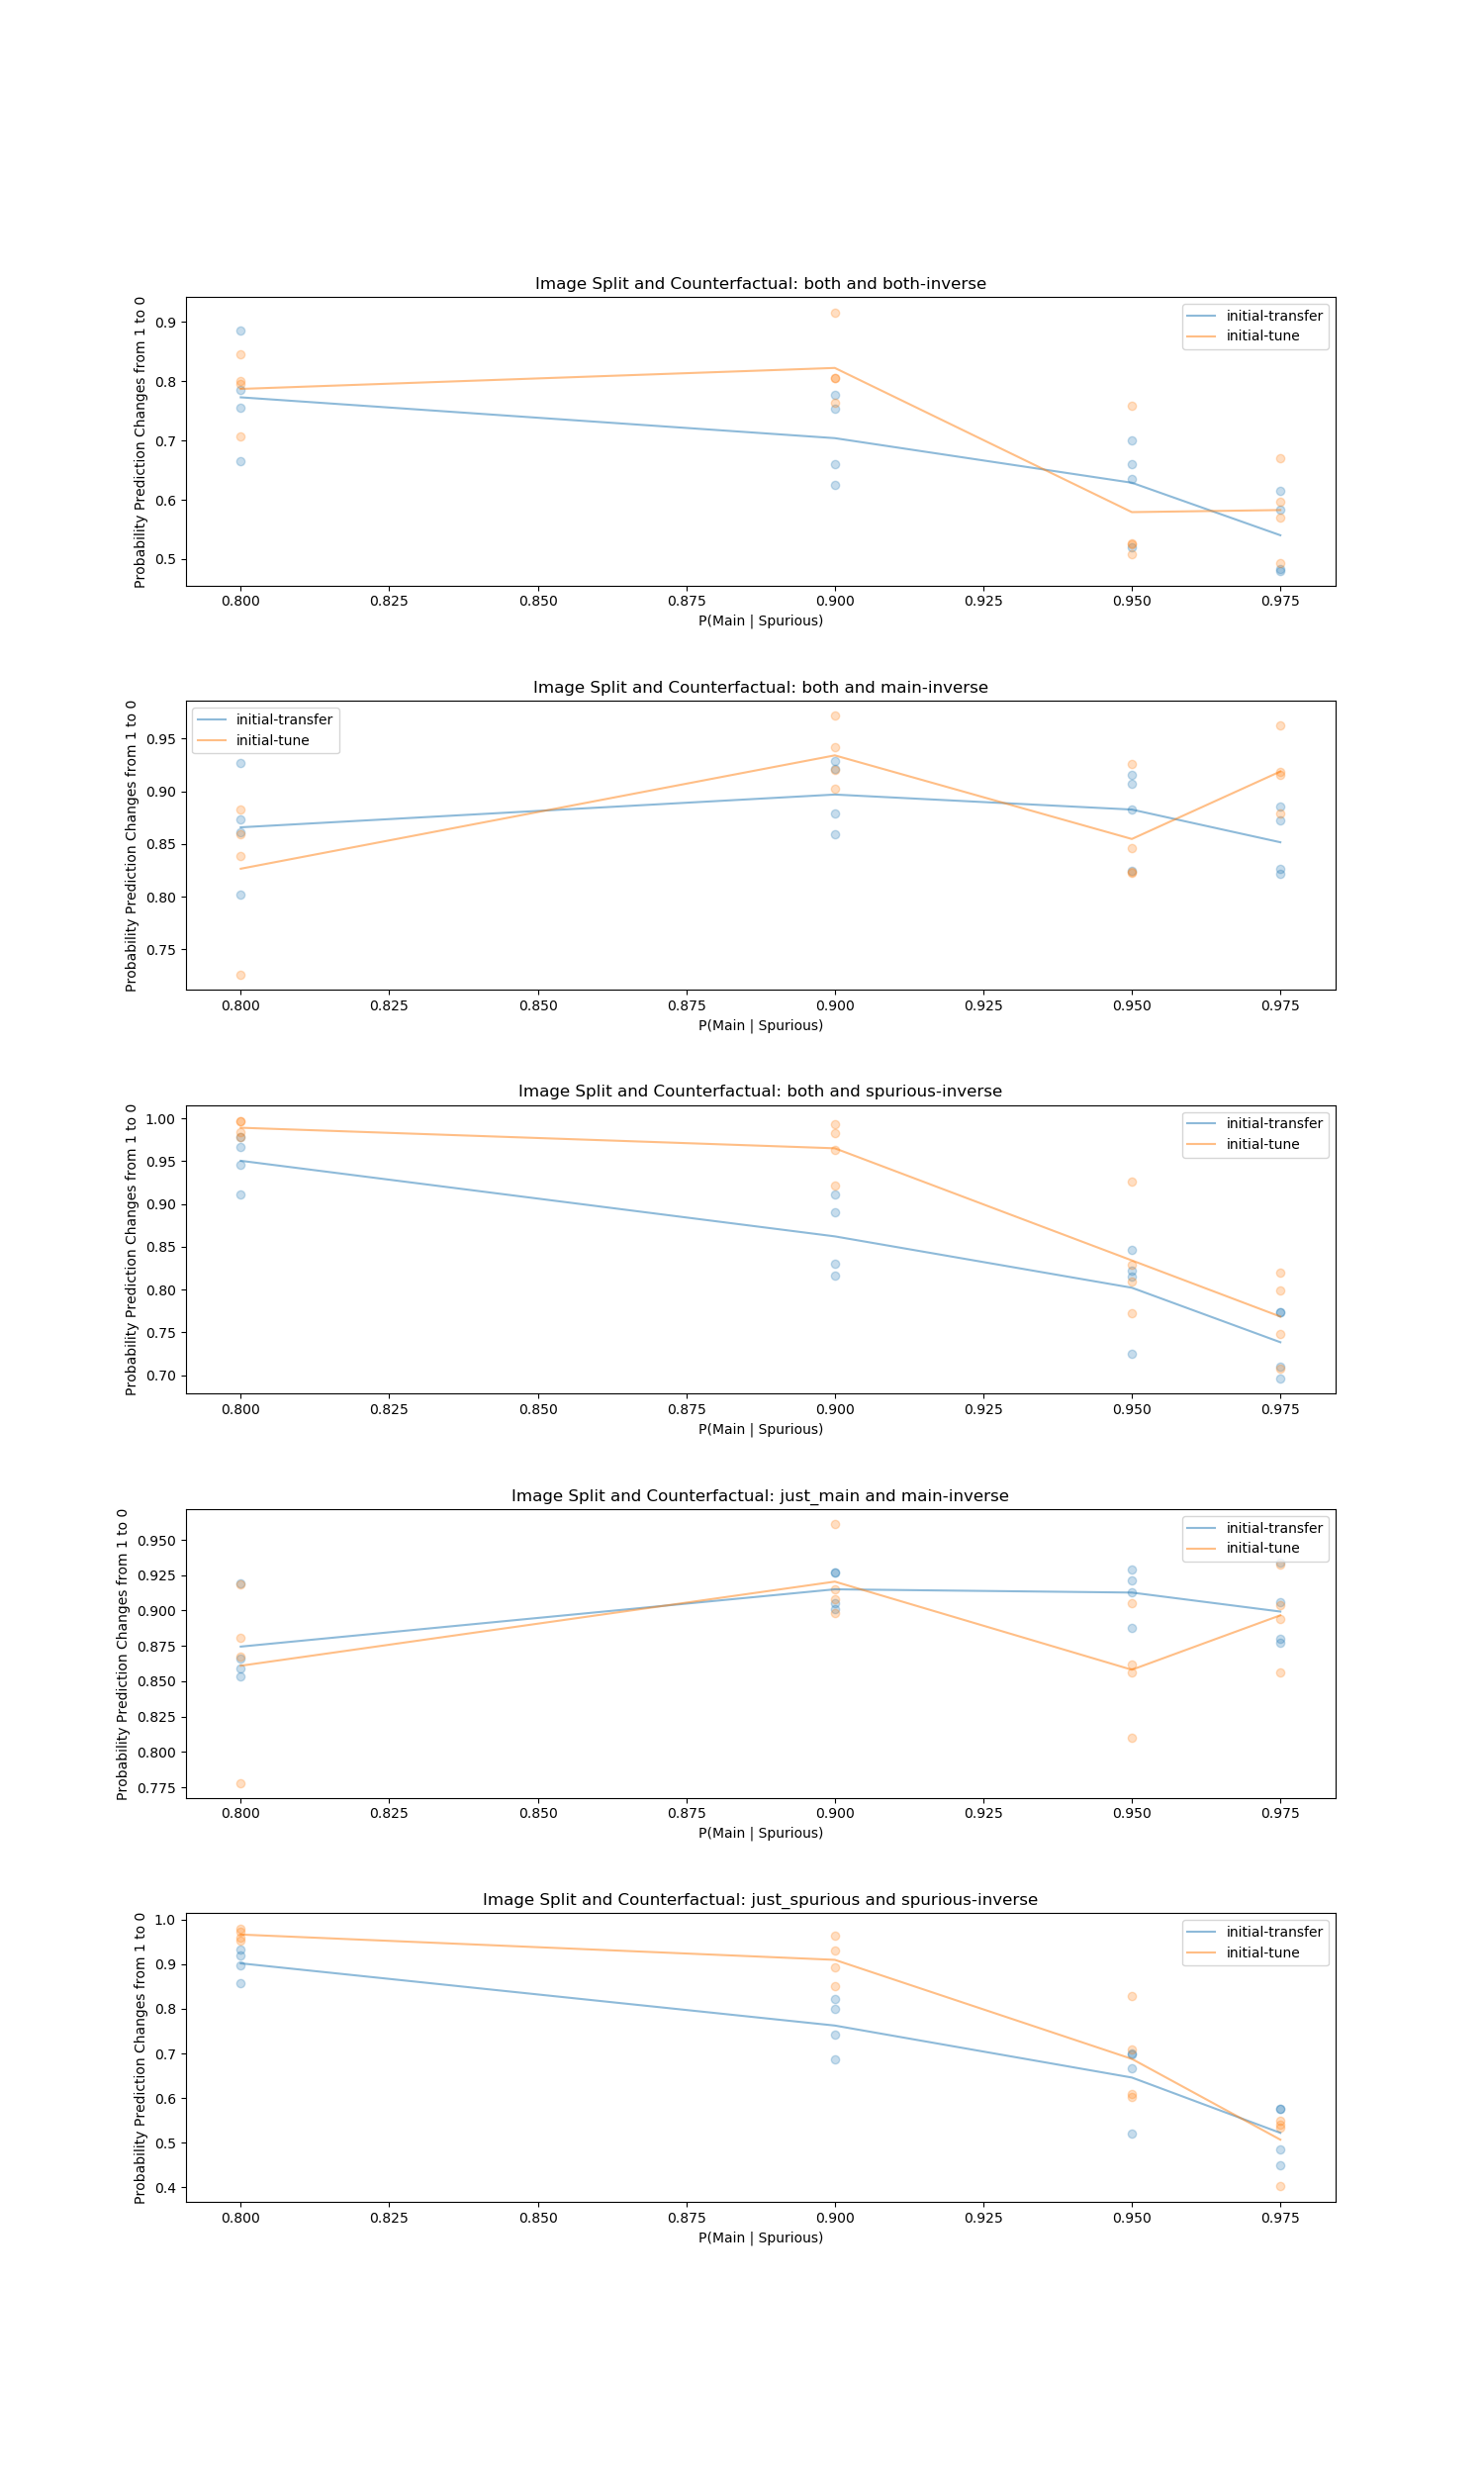 Image Split and Counterfactual: both and both-inverse
Probability Prediction Changes from 1 to 0
0.9
0.8
0.7
0.6
0.5
initial-transfer
initial-tune
0.800 0.825 0.850 0.875 0.900 0.925 0.950 0.975
P(Main | Spurious)
Image Split and Counterfactual: both and main-inverse
Probability Prediction Changes from 1 to 0
0.95
0.90
0.85
0.80
0.75
initial-transfer
initial-tune
0.800 0.825 0.850 0.875 0.900 0.925 0.950 0.975
P(Main | Spurious)
Image Split and Counterfactual: both and spurious-inverse
Probability Prediction Changes from 1 to 0
1.00
0.95
0.90
0.85
0.80
0.75
0.70
initial-transfer
initial-tune
0.800 0.825 0.850 0.875 0.900 0.925 0.950 0.975
P(Main | Spurious)
Image Split and Counterfactual: just_main and main-inverse
Probability Prediction Changes from 1 to 0
0.950
0.925
0.900
0.875
0.850
0.825
0.800
0.775
initial-transfer
initial-tune
0.800 0.825 0.850 0.875 0.900 0.925 0.950 0.975
P(Main | Spurious)
Image Split and Counterfactual: just_spurious and spurious-inverse
Probability Prediction Changes from 1 to 0
1.0
0.9
0.8
0.7
0.6
0.5
0.4
initial-transfer
initial-tune
0.800 0.825 0.850 0.875 0.900 0.925 0.950 0.975
P(Main | Spurious)